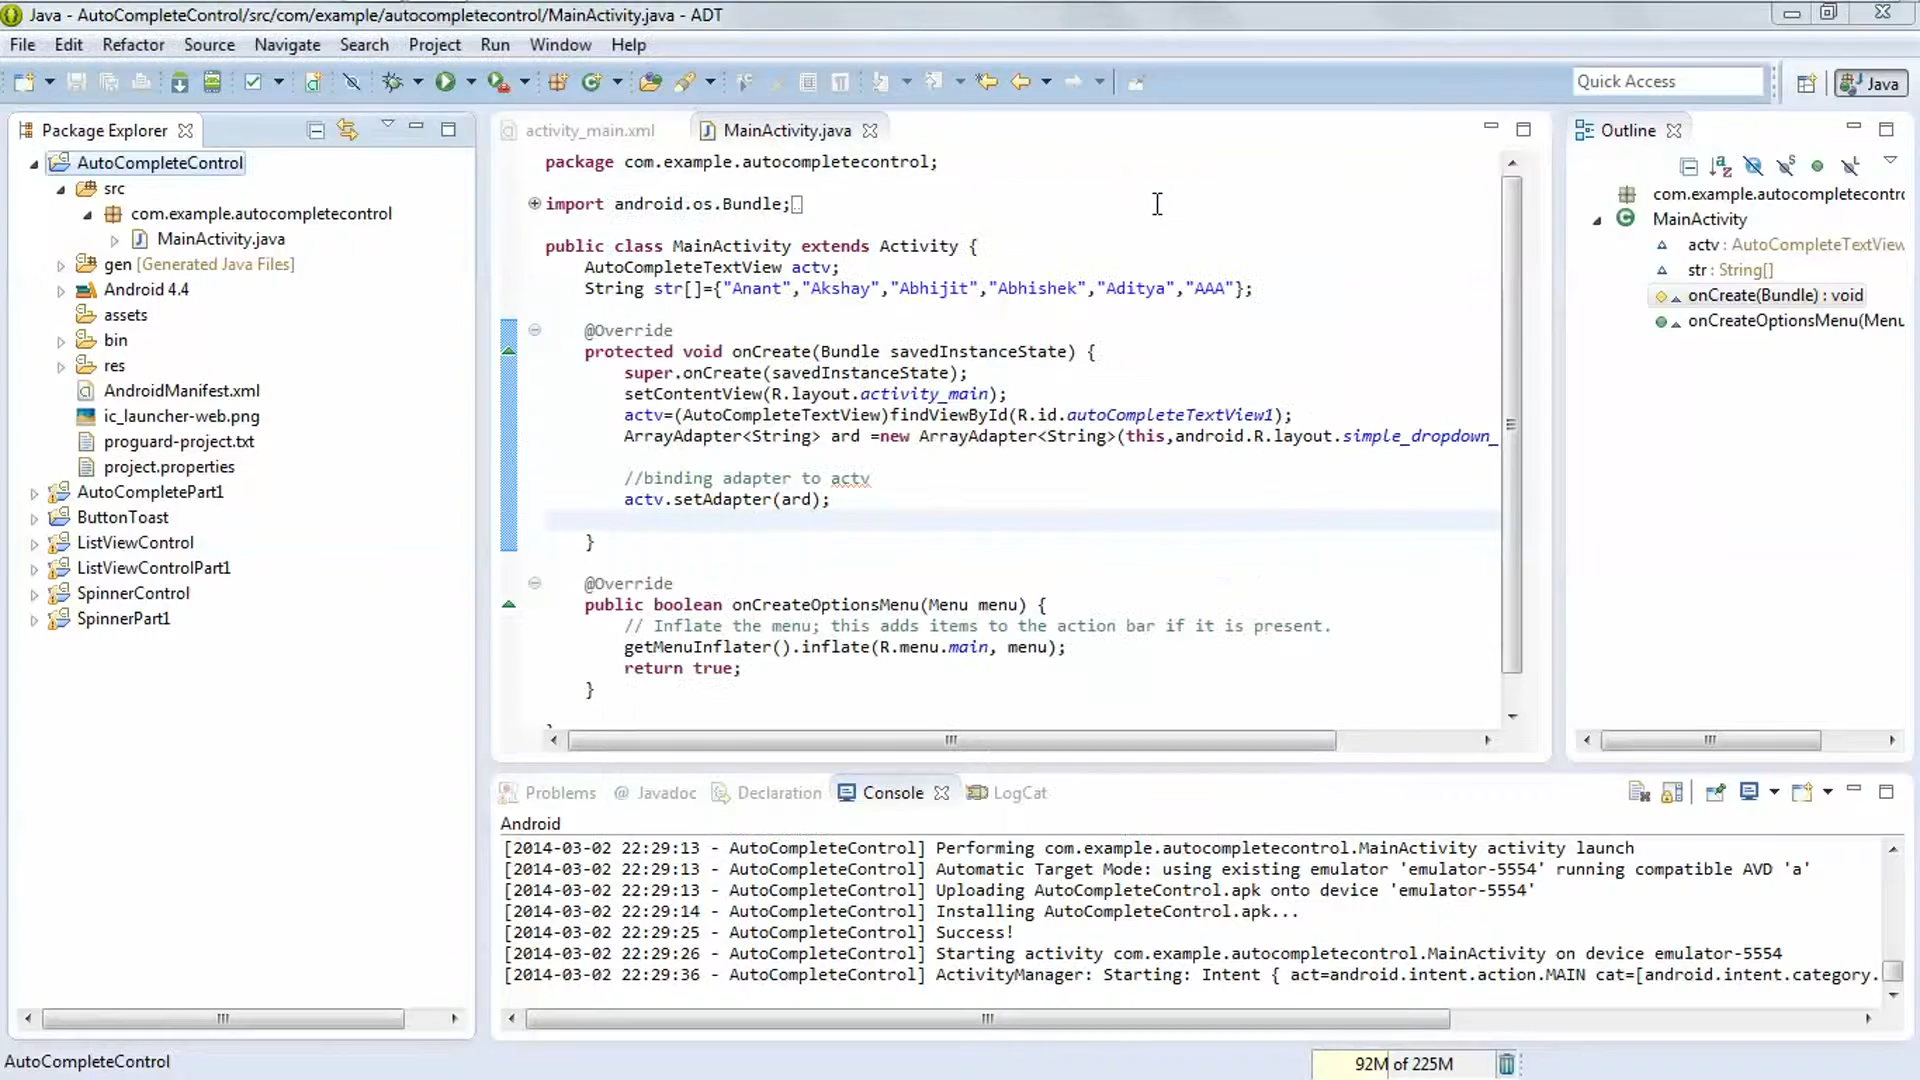 Java - AutoCompleteControl/src/com/example/autocompletecontrol/MainActivity.java - ADT
File Edit Refactor Source Navigate Search Project Run Window Help
Quick Access
Java
Package Explorer
AutoCompleteControl
src
com.example.autocompletecontrol
MainActivity.java
gen [Generated Java Files]
Android 4.4
assets
bin
res
AndroidManifest.xml
ic_launcher-web.png
proguard-project.txt
project.properties
AutoCompletePart1
ButtonToast
ListViewControl
ListViewControlPart1
SpinnerControl
SpinnerPart1
activity_main.xml
MainActivity.java
package com.example.autocompletecontrol;
import android.os.Bundle;
public class MainActivity extends Activity {
AutoCompleteTextView actv;
String str[]={"Anant","Akshay","Abhijit","Abhishek","Aditya","AAA"};
@Override
protected void onCreate(Bundle savedInstanceState) {
super.onCreate(savedInstanceState);
setContentView(R.layout.activity_main);
actv=(AutoCompleteTextView)findViewById(R.id.autoCompleteTextView1);
ArrayAdapter<String> ard =new ArrayAdapter<String>(this,android.R.layout.simple_dropdown_
//binding adapter to actv
actv.setAdapter(ard);
}
@Override
public boolean onCreateOptionsMenu(Menu menu) {
// Inflate the menu; this adds items to the action bar if it is present.
getMenuInflater().inflate(R.menu.main, menu);
return true;
}
Outline
com.example.autocompletecontro
MainActivity
actv : AutoCompleteTextView
str : String[]
onCreate(Bundle) : void
onCreateOptionsMenu(Menu
Problems @ Javadoc Declaration Console LogCat
Android
[2014-03-02 22:29:13 - AutoCompleteControl] Performing com.example.autocompletecontrol.MainActivity activity launch
[2014-03-02 22:29:13 - AutoCompleteControl] Automatic Target Mode: using existing emulator 'emulator-5554' running compatible AVD 'a'
[2014-03-02 22:29:13 - AutoCompleteControl] Uploading AutoCompleteControl.apk onto device 'emulator-5554'
[2014-03-02 22:29:14 - AutoCompleteControl] Installing AutoCompleteControl.apk...
[2014-03-02 22:29:25 - AutoCompleteControl] Success!
[2014-03-02 22:29:26 - AutoCompleteControl] Starting activity com.example.autocompletecontrol.MainActivity on device emulator-5554
[2014-03-02 22:29:36 - AutoCompleteControl] ActivityManager: Starting: Intent { act=android.intent.action.MAIN cat=[android.intent.category.
AutoCompleteControl
92M of 225M